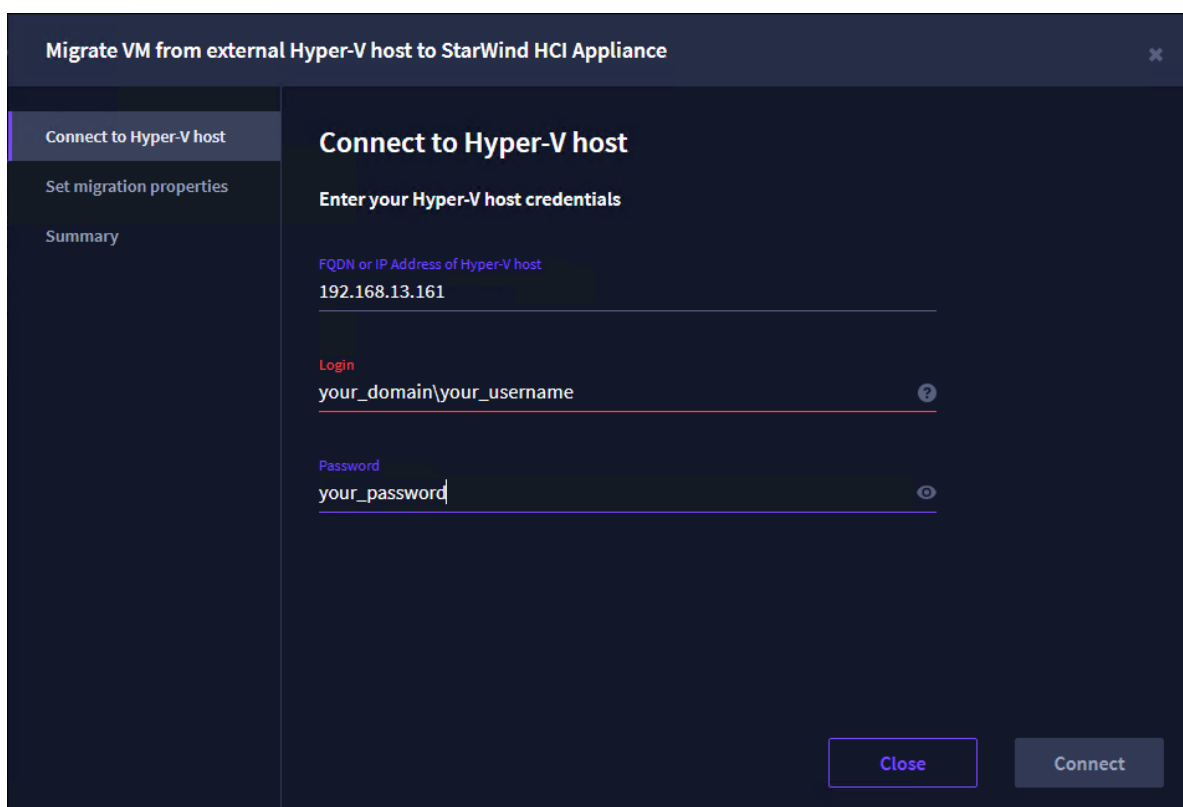 Migrate VM from external Hyper-V host to StarWind HCI Appliance
Connect to Hyper-V host
Set migration properties
Summary
Connect to Hyper-V host
Enter your Hyper-V host credentials
FQDN or IP Address of Hyper-V host
192.168.13.161
Login
your_domain\your_username
Password
your_password
Close
Connect